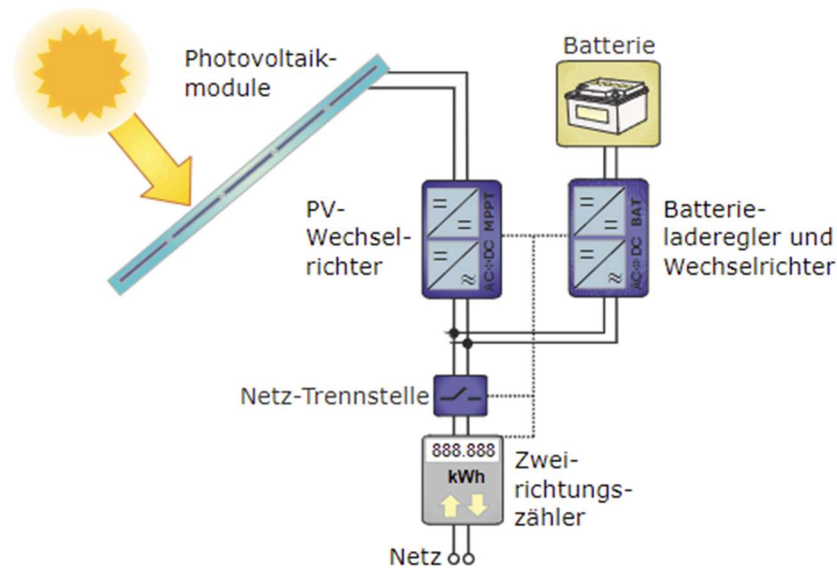 Photovoltaik-
module
Batterie
PV-
Wechsel-
richter
AC⇔DC MPPT
AC⇔DC BAT
Batterie-
laderegler und
Wechselrichter
Netz-Trennstelle
888.888
kWh
Zwei-
richtungs-
zähler
Netz